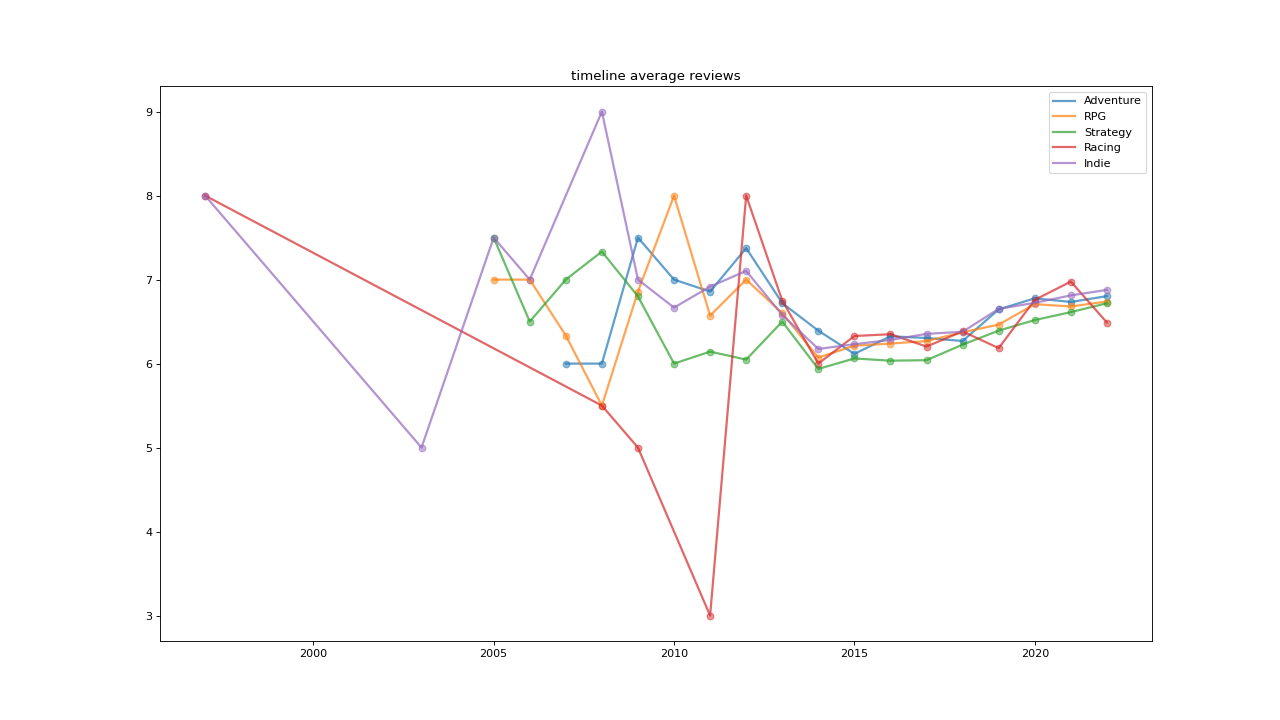 timeline average reviews
Adventure
RPG
Strategy
Racing
Indie
9
8
7
6
5
4
3
2000 2005 2010 2015 2020